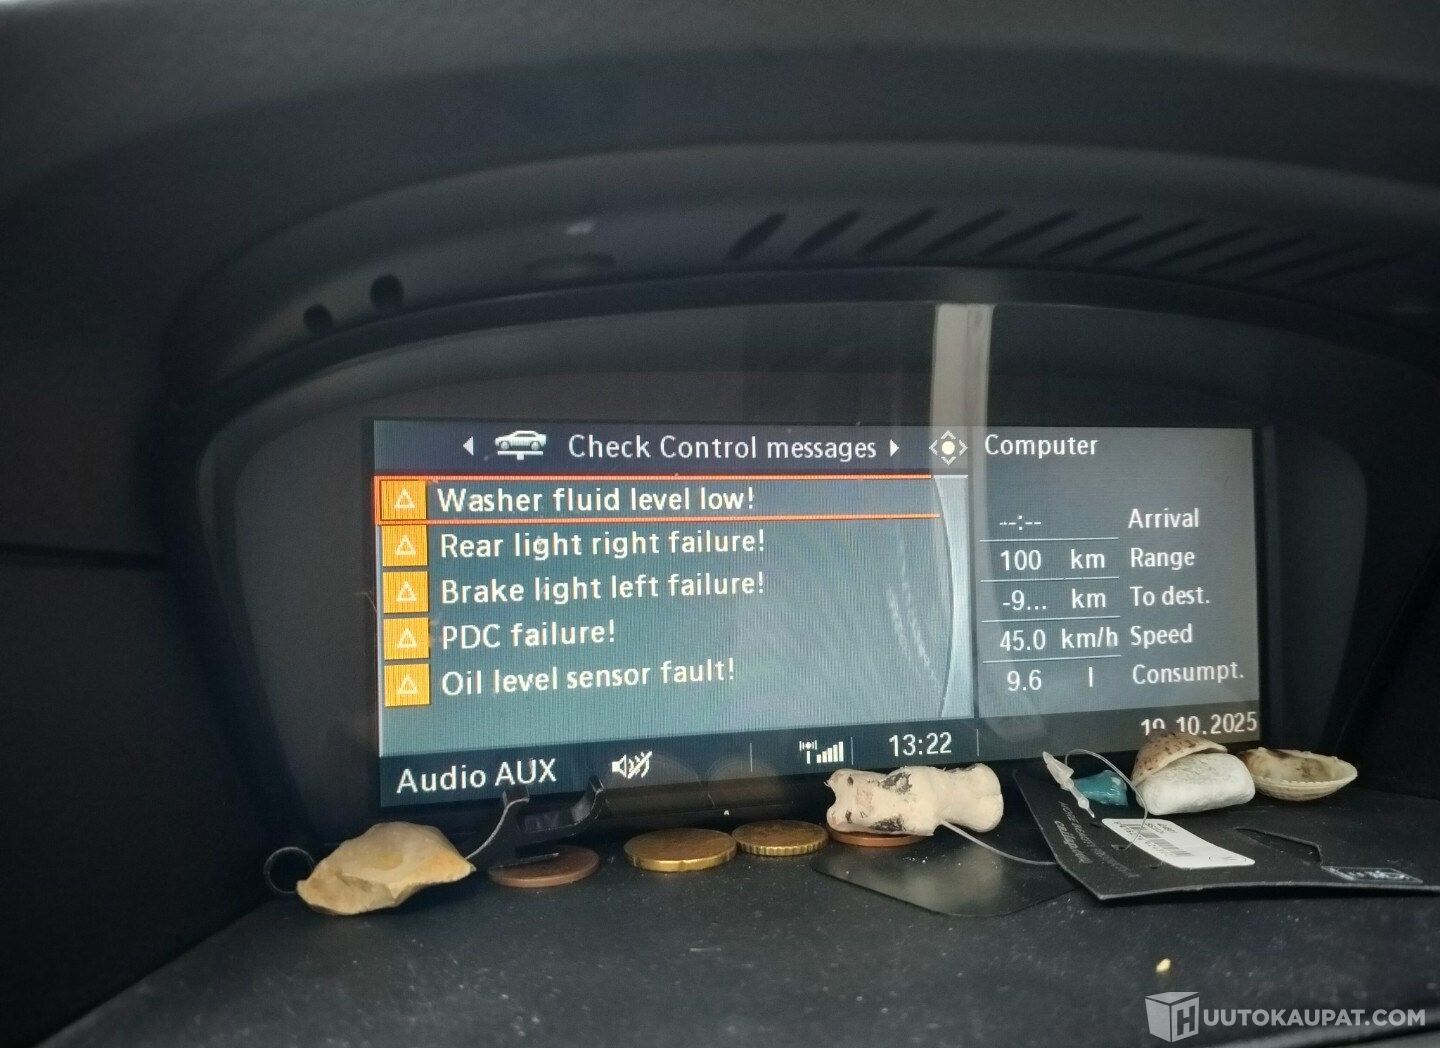 Check Control messages
Washer fluid level low!
Rear light right failure!
Brake light left failure!
PDC failure!
Oil level sensor fault!
Computer
--:-- Arrival
100 km Range
-9... km To dest.
45.0 km/h Speed
9.6 l Consumpt.
19.10.2025
Audio AUX
13:22
HUUTOKAUPAT.COM